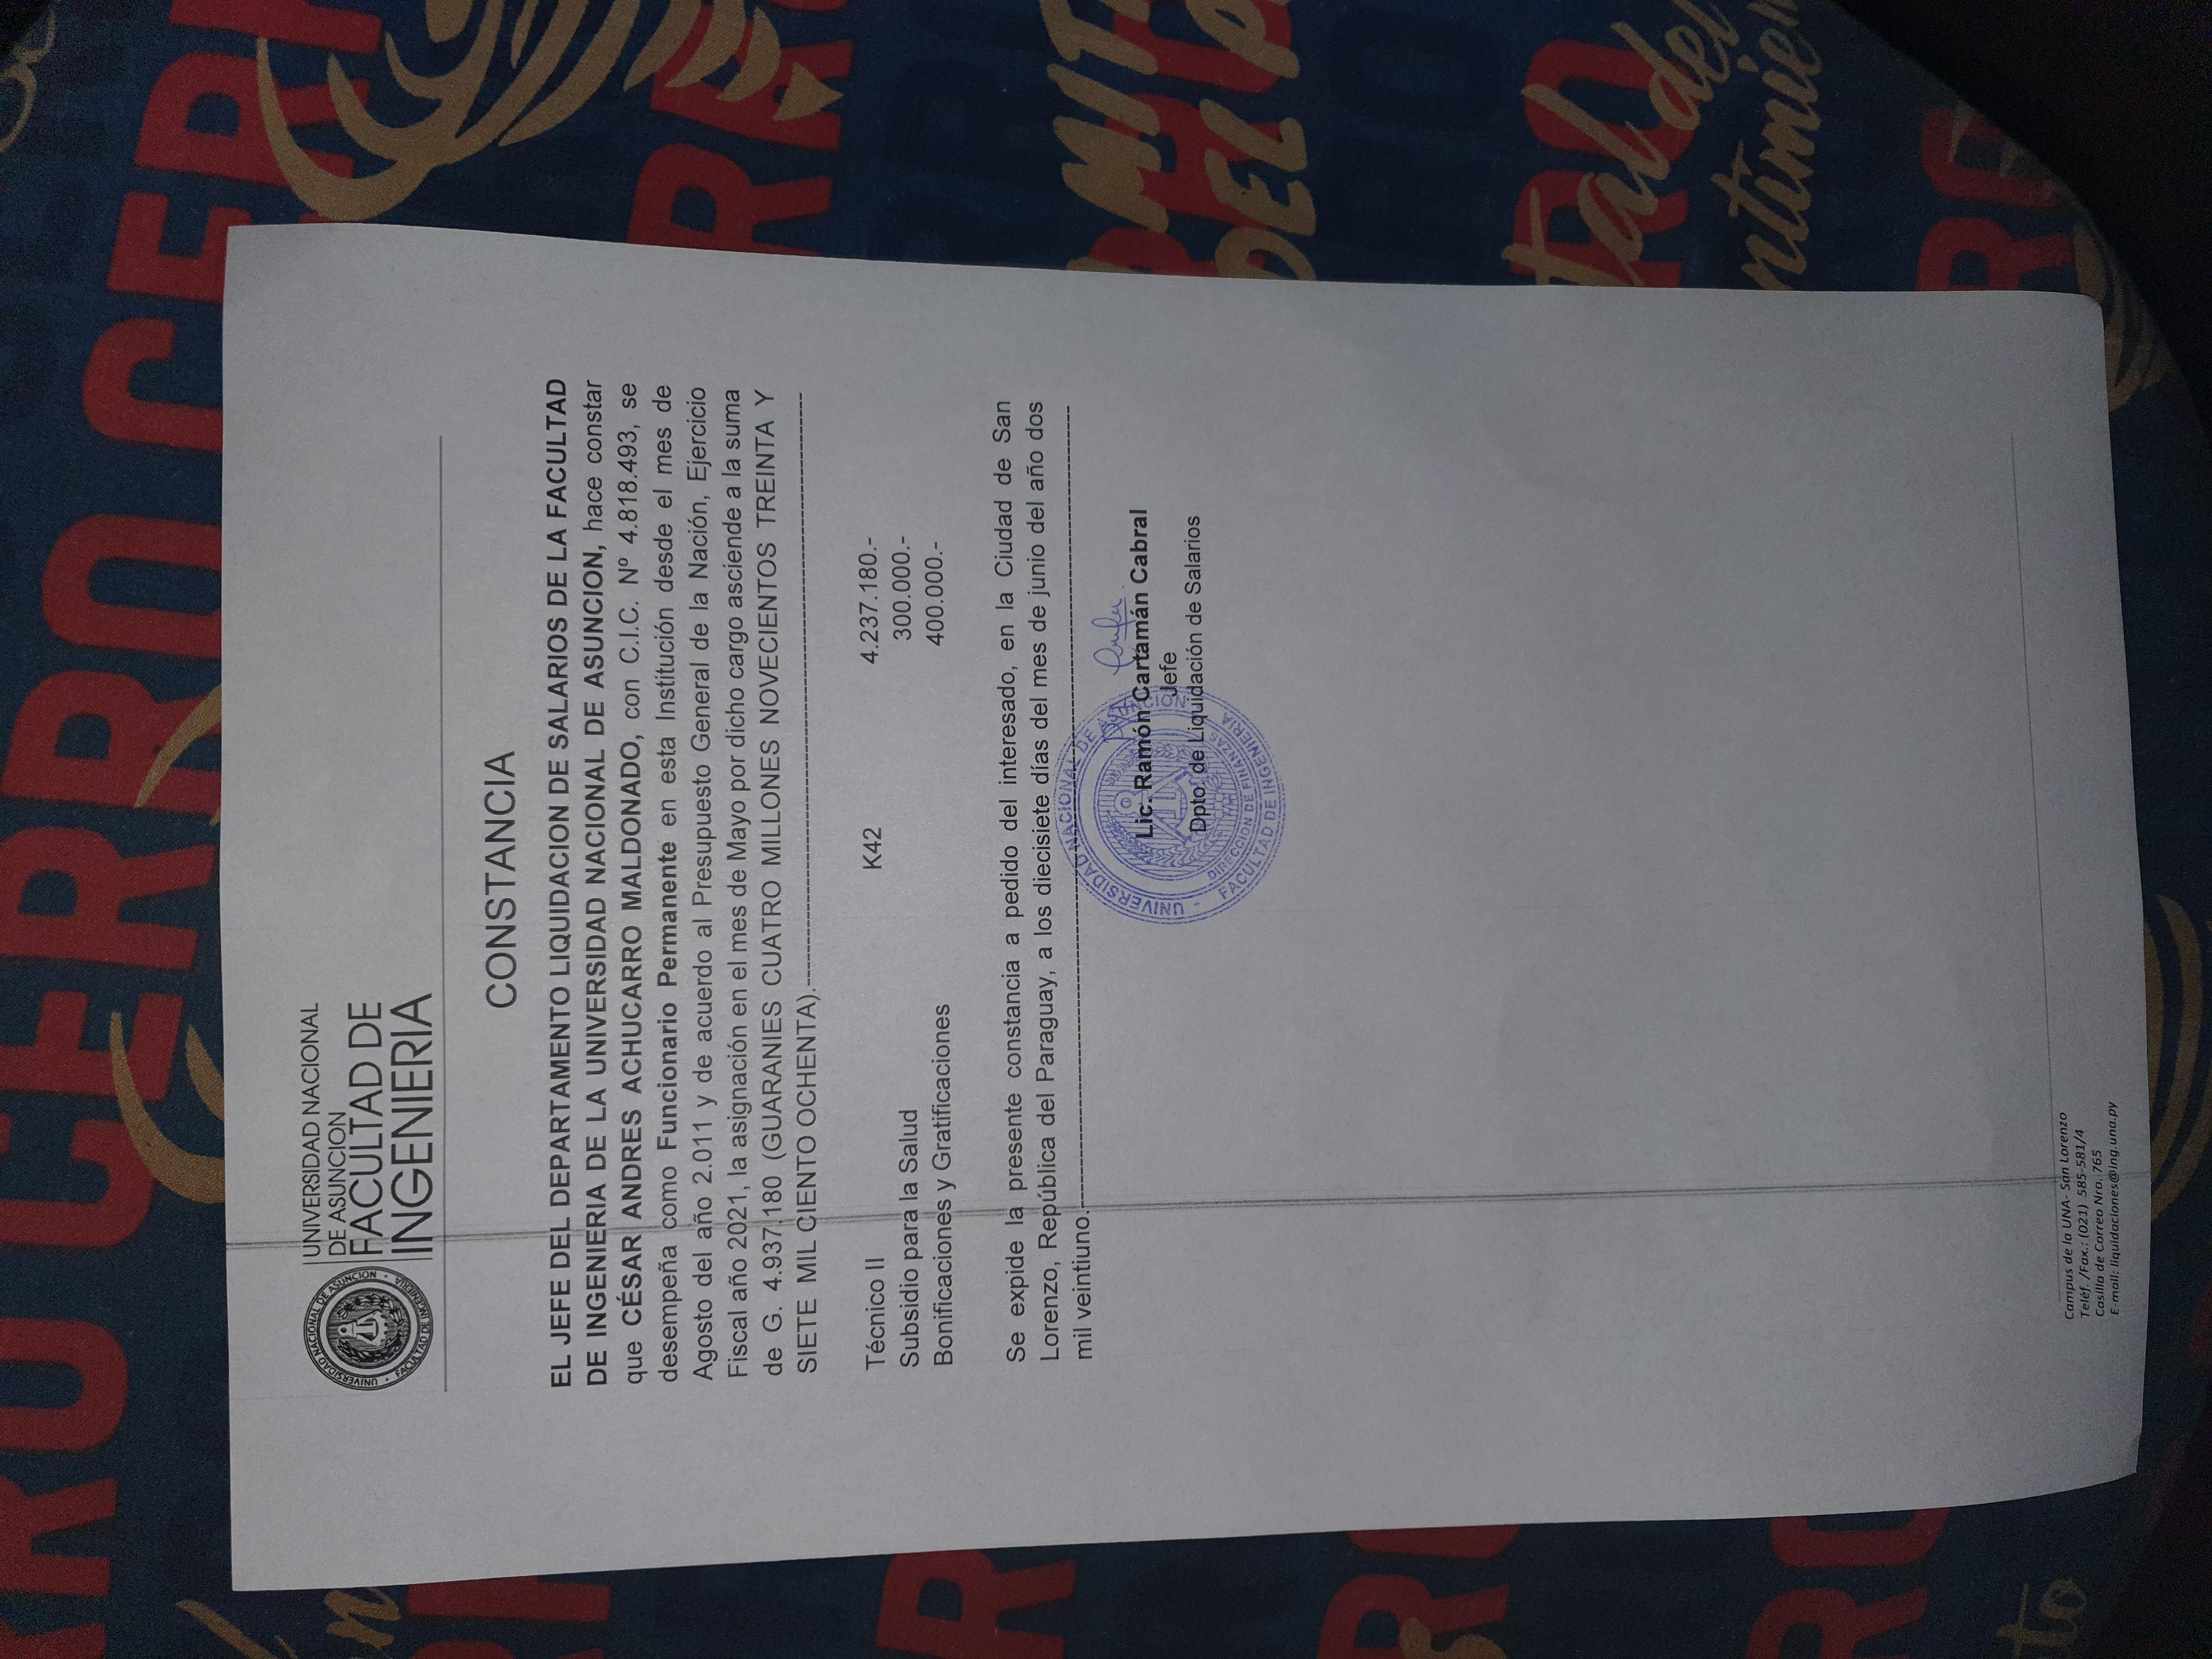 UNIVERSIDAD NACIONAL
DE ASUNCION
FACULTAD DE
INGENIERIA
UNIVERSIDAD NACIONAL DE ASUNCION · FACULTAD DE INGENIERIA ·
CONSTANCIA
EL JEFE DEL DEPARTAMENTO LIQUIDACION DE SALARIOS DE LA FACULTAD
DE INGENIERIA DE LA UNIVERSIDAD NACIONAL DE ASUNCION, hace constar
que CÉSAR ANDRES ACHUCARRO MALDONADO, con C.I.C. Nº 4.818.493, se
desempeña como Funcionario Permanente en esta Institución desde el mes de
Agosto del año 2.011 y de acuerdo al Presupuesto General de la Nación, Ejercicio
Fiscal año 2021, la asignación en el mes de Mayo por dicho cargo asciende a la suma
de G. 4.937.180 (GUARANIES CUATRO MILLONES NOVECIENTOS TREINTA Y
SIETE MIL CIENTO OCHENTA).----------
Técnico II K42 4.237.180.-
Subsidio para la Salud 300.000.-
Bonificaciones y Gratificaciones 400.000.-
Se expide la presente constancia a pedido del interesado, en la Ciudad de San
Lorenzo, República del Paraguay, a los diecisiete días del mes de junio del año dos
mil veintiuno.----------
UNIVERSIDAD NACIONAL DE ASUNCION
DIRECCION DE FINANZAS
- FACULTAD DE INGENIERIA
Lic. Ramón Cartamán Cabral
Jefe
Dpto. de Liquidación de Salarios
Campus de la UNA- San Lorenzo
Teléf. /Fax.: (021) 585-581/4
Casilla de Correo Nro. 765
E-mail: liquidaciones@ing.una.py
CERRO
CERRO
MIT
DEL
tal del
ntimien